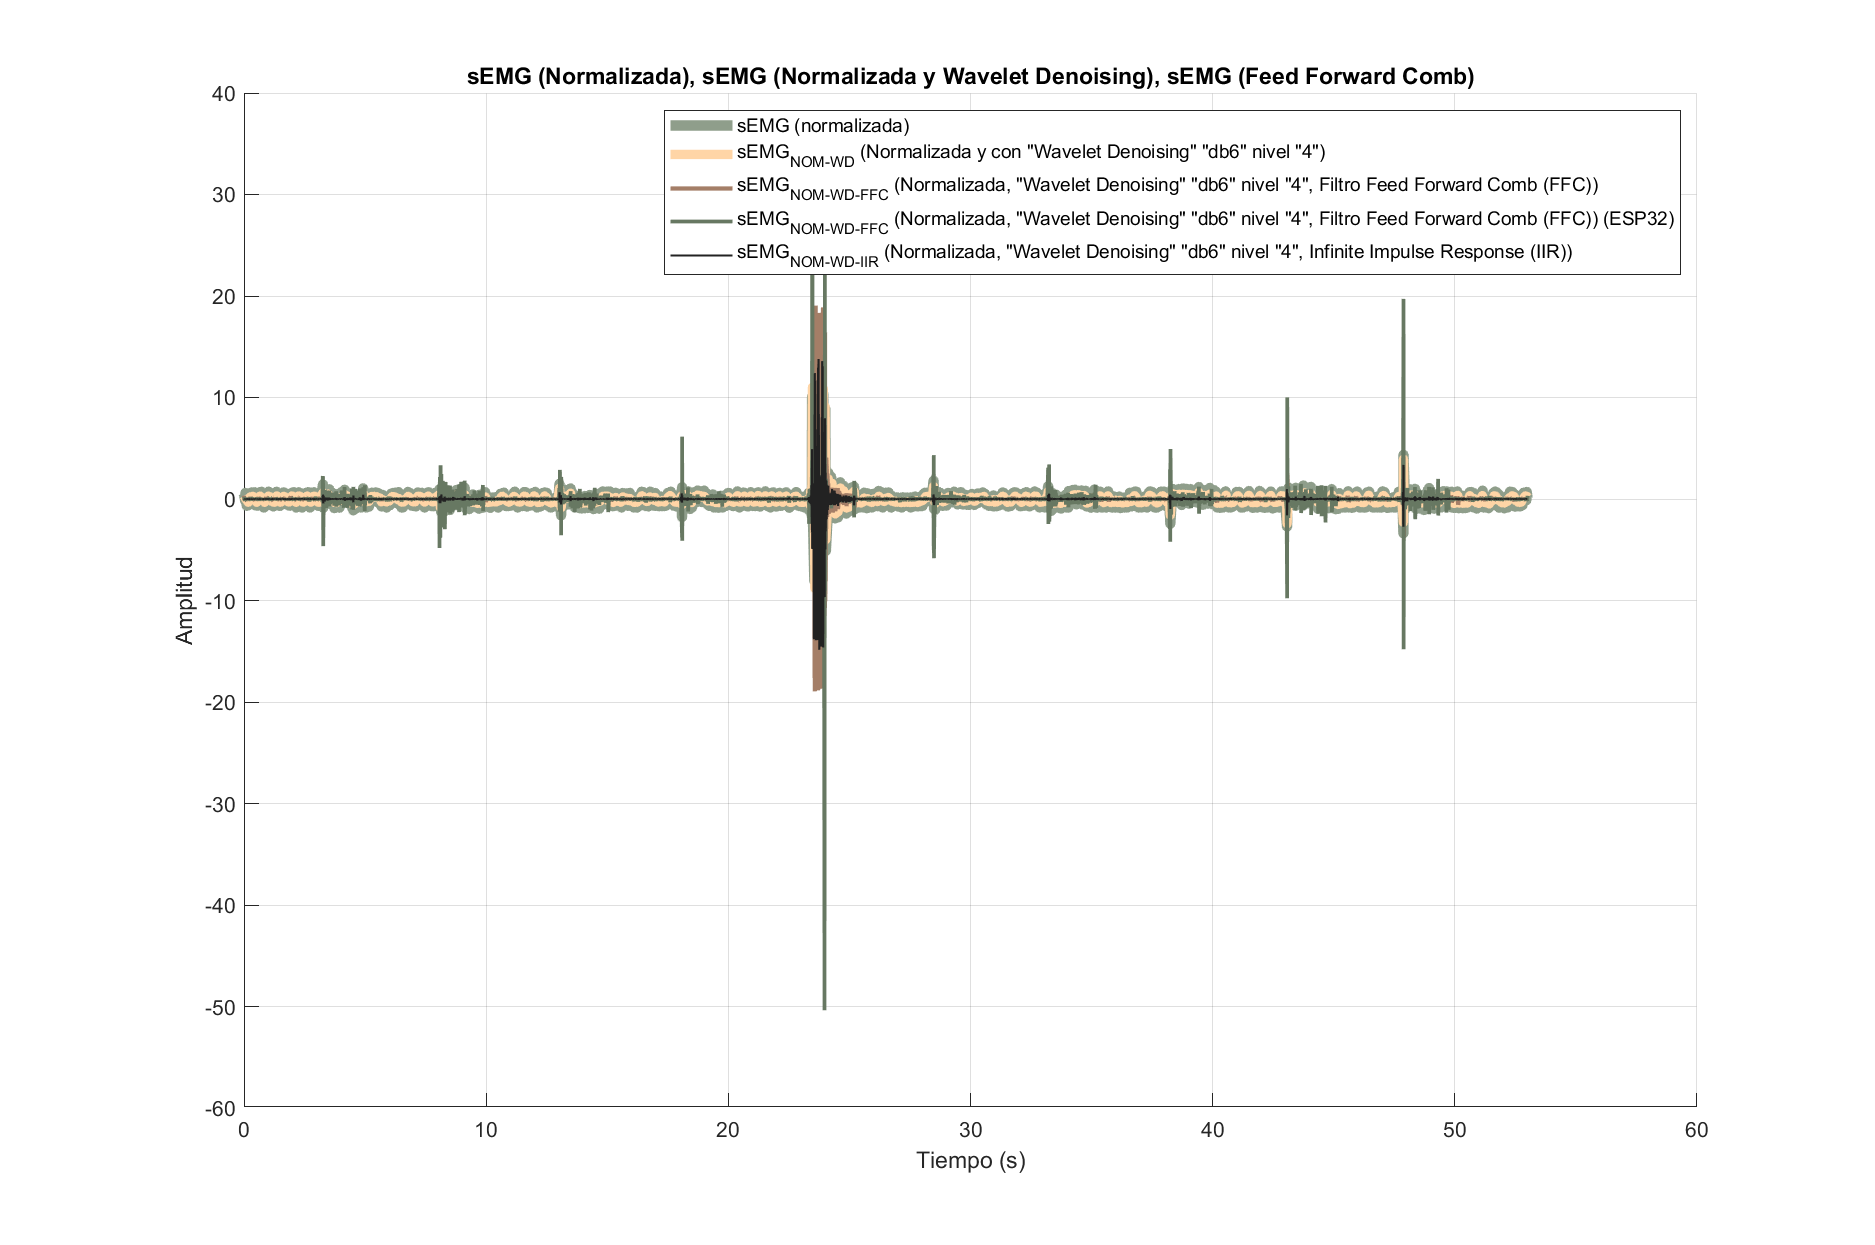 sEMG (Normalizada), sEMG (Normalizada y Wavelet Denoising), sEMG (Feed Forward Comb)
sEMG (normalizada)
sEMG_NOM-WD (Normalizada y con "Wavelet Denoising" "db6" nivel "4")
sEMG_NOM-WD-FFC (Normalizada, "Wavelet Denoising" "db6" nivel "4", Filtro Feed Forward Comb (FFC))
sEMG_NOM-WD-FFC (Normalizada, "Wavelet Denoising" "db6" nivel "4", Filtro Feed Forward Comb (FFC)) (ESP32)
sEMG_NOM-WD-IIR (Normalizada, "Wavelet Denoising" "db6" nivel "4", Infinite Impulse Response (IIR))
40
30
20
10
0
-10
-20
-30
-40
-50
-60
Amplitud
0 10 20 30 40 50 60
Tiempo (s)